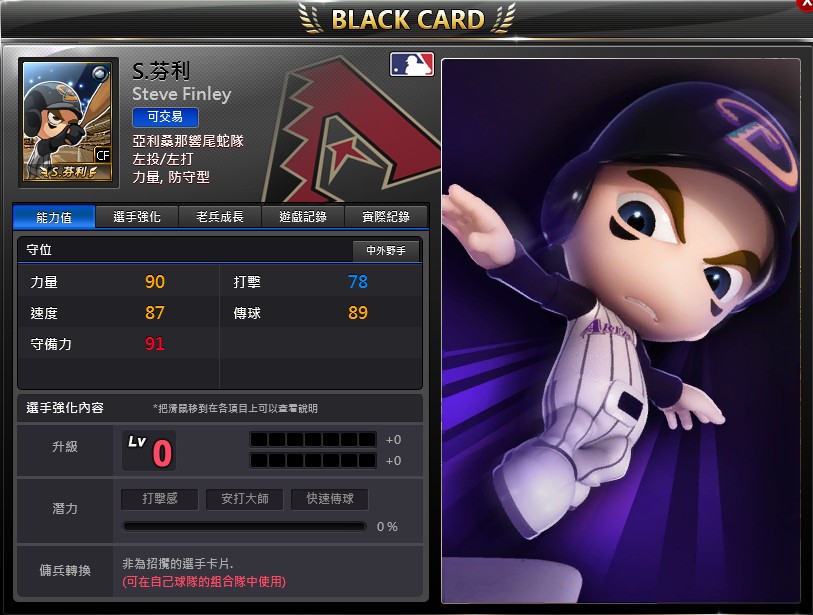 BLACK CARD
S.芬利
Steve Finley
可交易
亞利桑那響尾蛇隊
左投/左打
力量, 防守型
CF
S.芬利
能力值 選手強化 老兵成長 遊戲記錄 實際紀錄
守位 中外野手
力量 90 打擊 78
速度 87 傳球 89
守備力 91
選手強化內容 *把滑鼠移到在各項目上可以查看說明
升級 Lv 0 +0
+0
潛力 打擊感 安打大師 快速傳球
0 %
傭兵轉換 非為招攬的選手卡片.
(可在自己球隊的組合隊中使用)